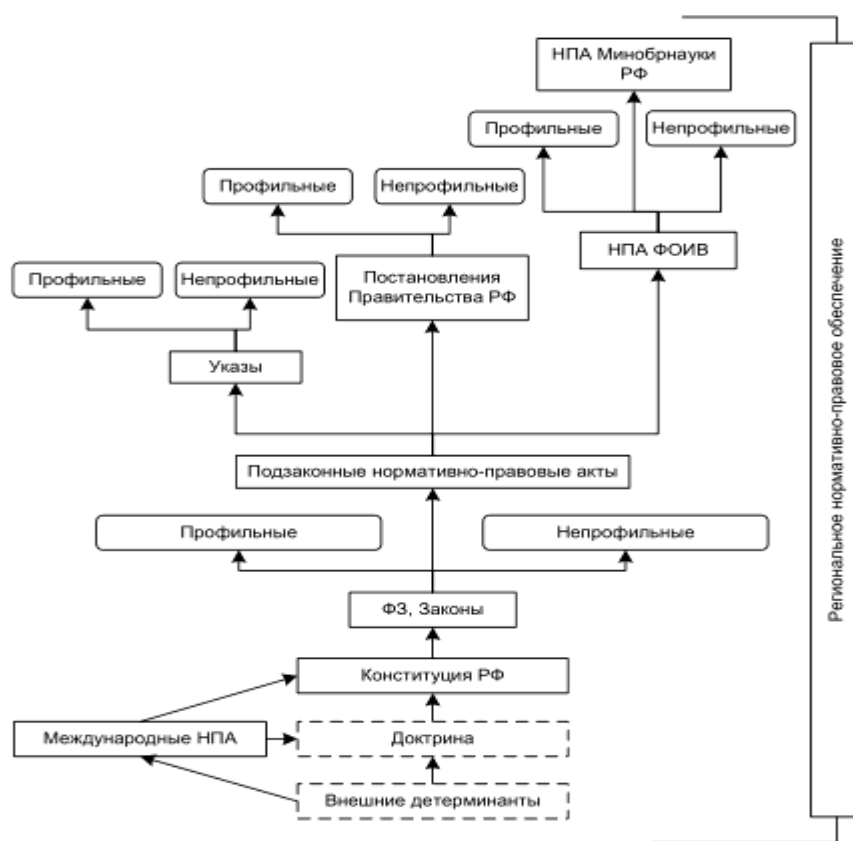 НПА Минобрнауки
РФ
Профильные
Непрофильные
Профильные
Непрофильные
НПА ФОИВ
Профильные
Непрофильные
Постановления
Правительства РФ
Указы
Подзаконные нормативно-правовые акты
Профильные
Непрофильные
ФЗ, Законы
Конституция РФ
Международные НПА
Доктрина
Внешние детерминанты
Региональное нормативно-правовое обеспечение